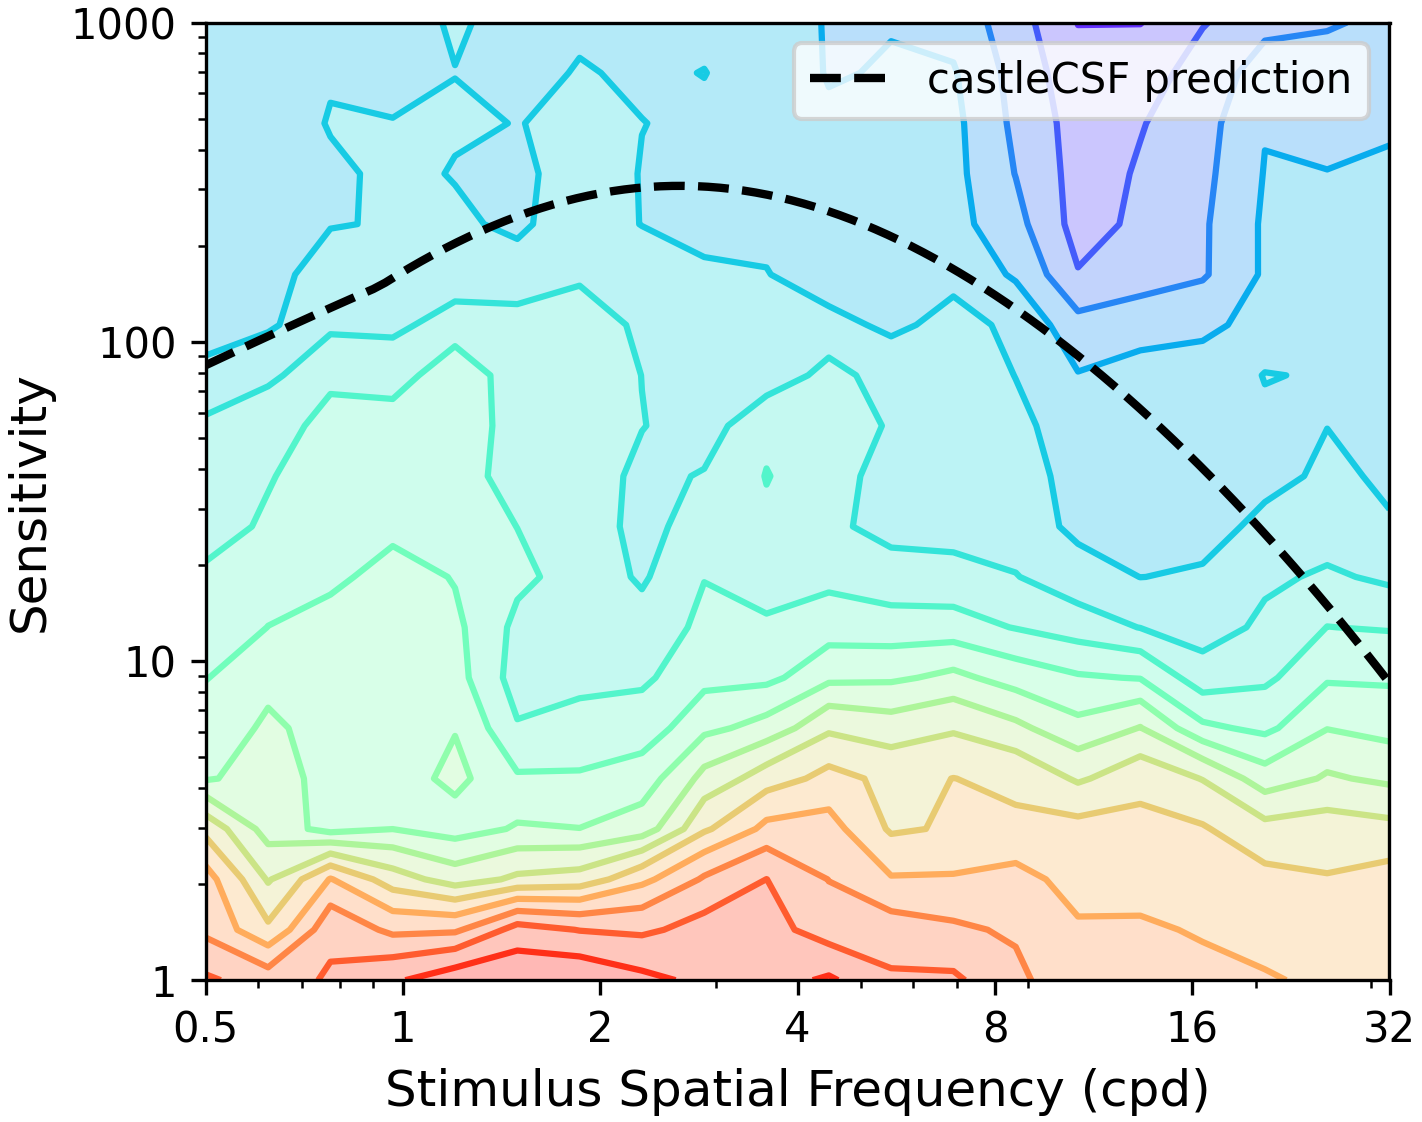 1000
castleCSF prediction
100
Sensitivity
10
1
0.5 1 2 4 8 16 32
Stimulus Spatial Frequency (cpd)